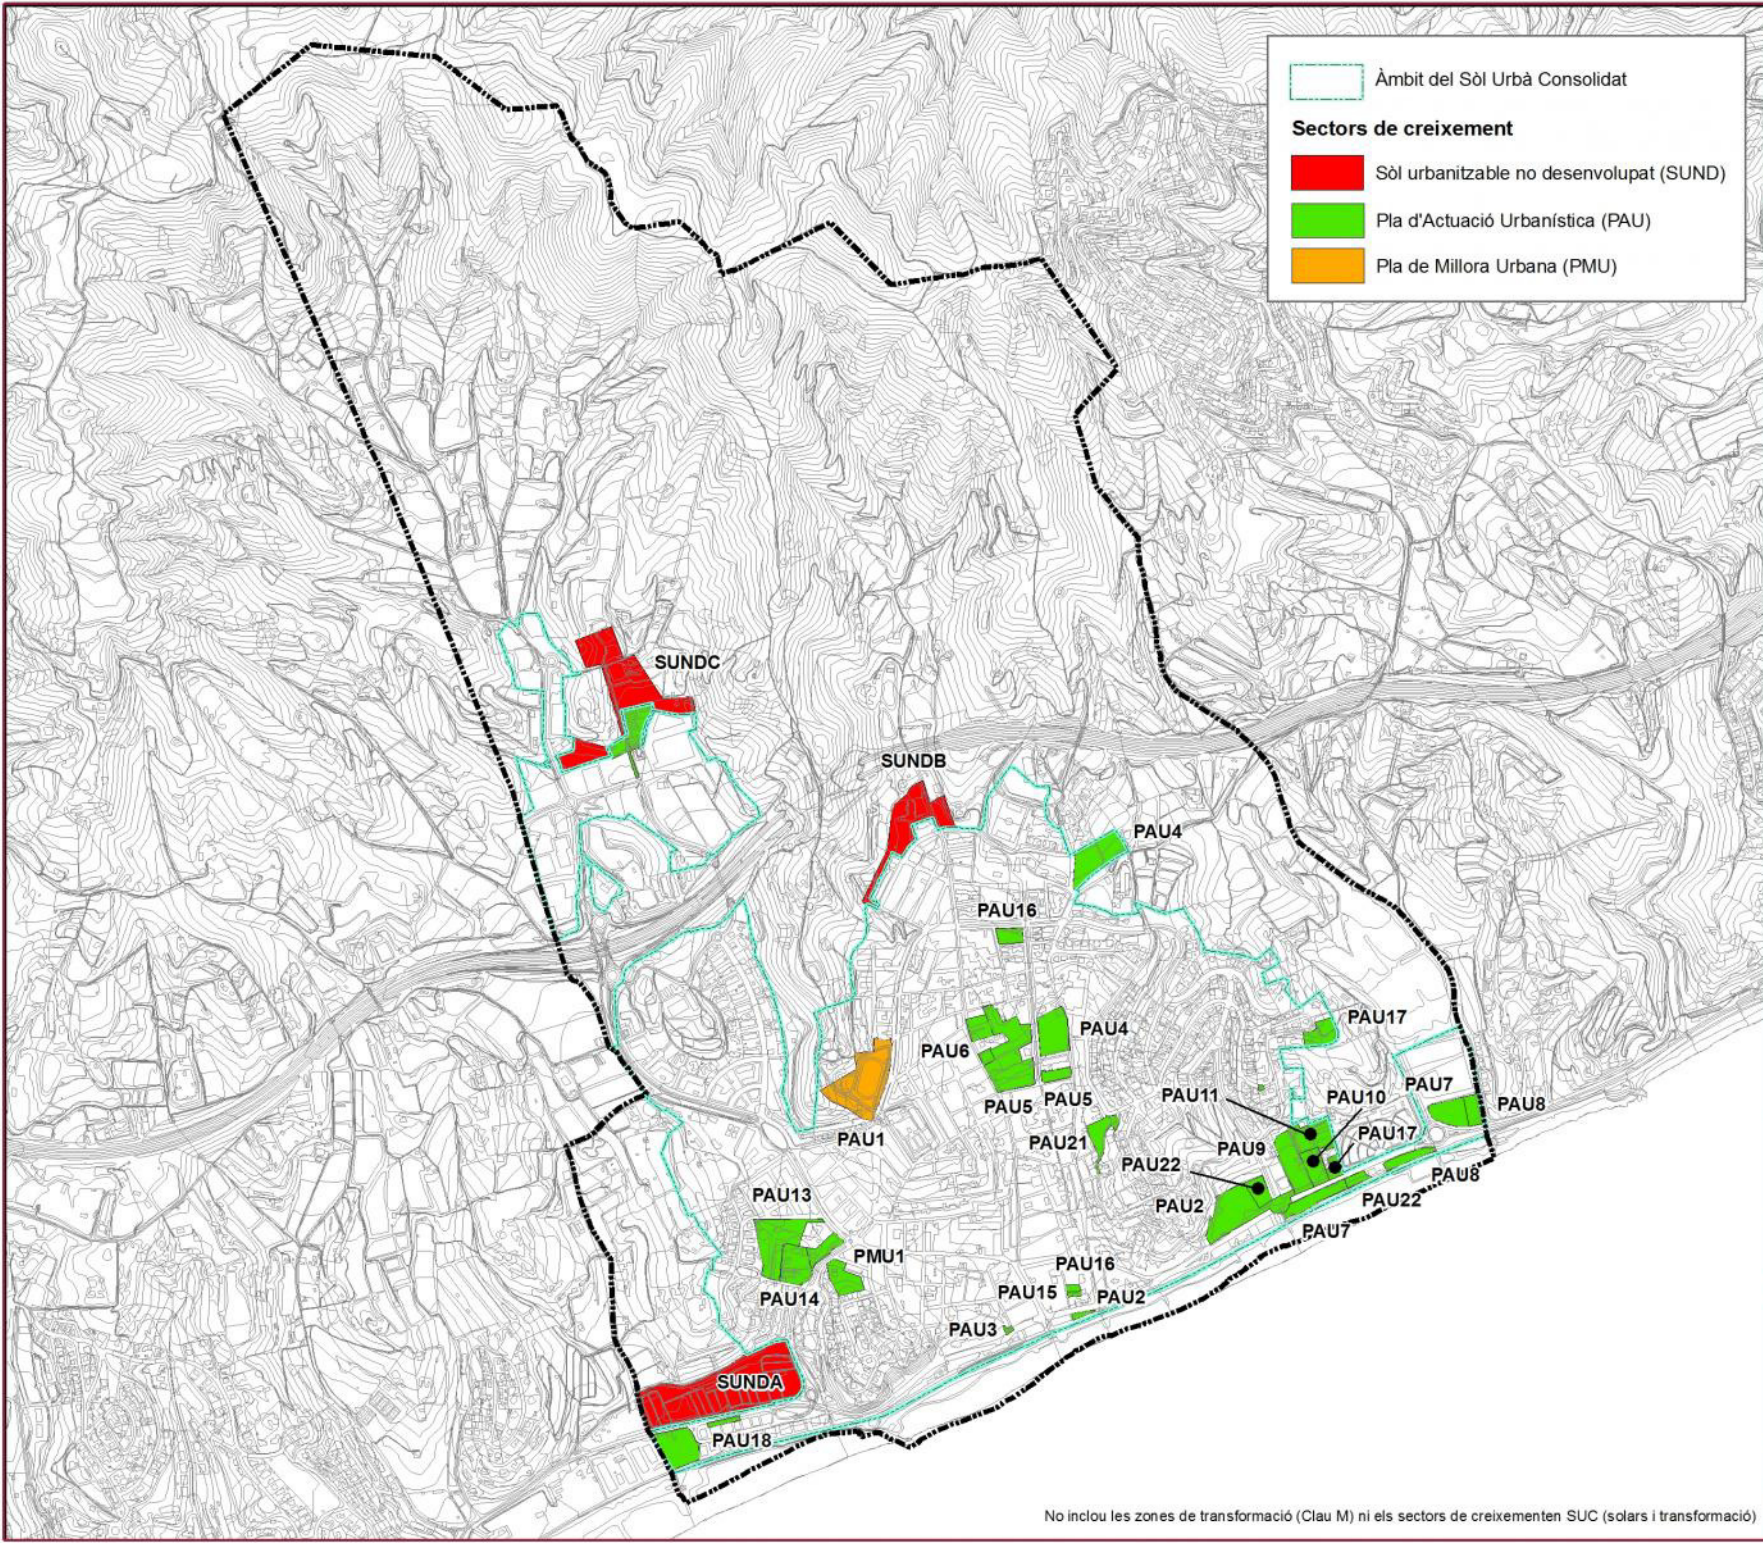 Àmbit del Sòl Urbà Consolidat
Sectors de creixement
Sòl urbanitzable no desenvolupat (SUND)
Pla d'Actuació Urbanística (PAU)
Pla de Millora Urbana (PMU)
SUNDC
SUNDB
PAU4
PAU16
PAU17
PAU4
PAU6
PAU7
PAU11
PAU10
PAU5
PAU5
PAU8
PAU1
PAU21
PAU17
PAU9
PAU22
PAU8
PAU13
PAU2
PAU22
PAU7
PMU1
PAU16
PAU15
PAU2
PAU14
PAU3
SUNDA
PAU18
No inclou les zones de transformació (Clau M) ni els sectors de creixementen SUC (solars i transformació)